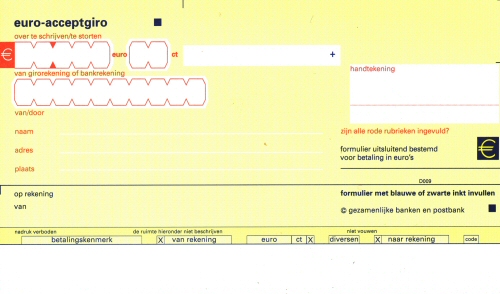 euro-acceptgiro
over te schrijven/te storten
€ euro ct +
van girorekening of bankrekening
handtekening
van/door
naam
zijn alle rode rubrieken ingevuld?
adres
formulier uitsluitend bestemd
voor betaling in euro's
€
plaats
D009
op rekening
formulier met blauwe of zwarte inkt invullen
van
© gezamenlijke banken en postbank
nadruk verboden de ruimte hieronder niet beschrijven niet vouwen
betalingskenmerk X van rekening euro ct X diversen X naar rekening code